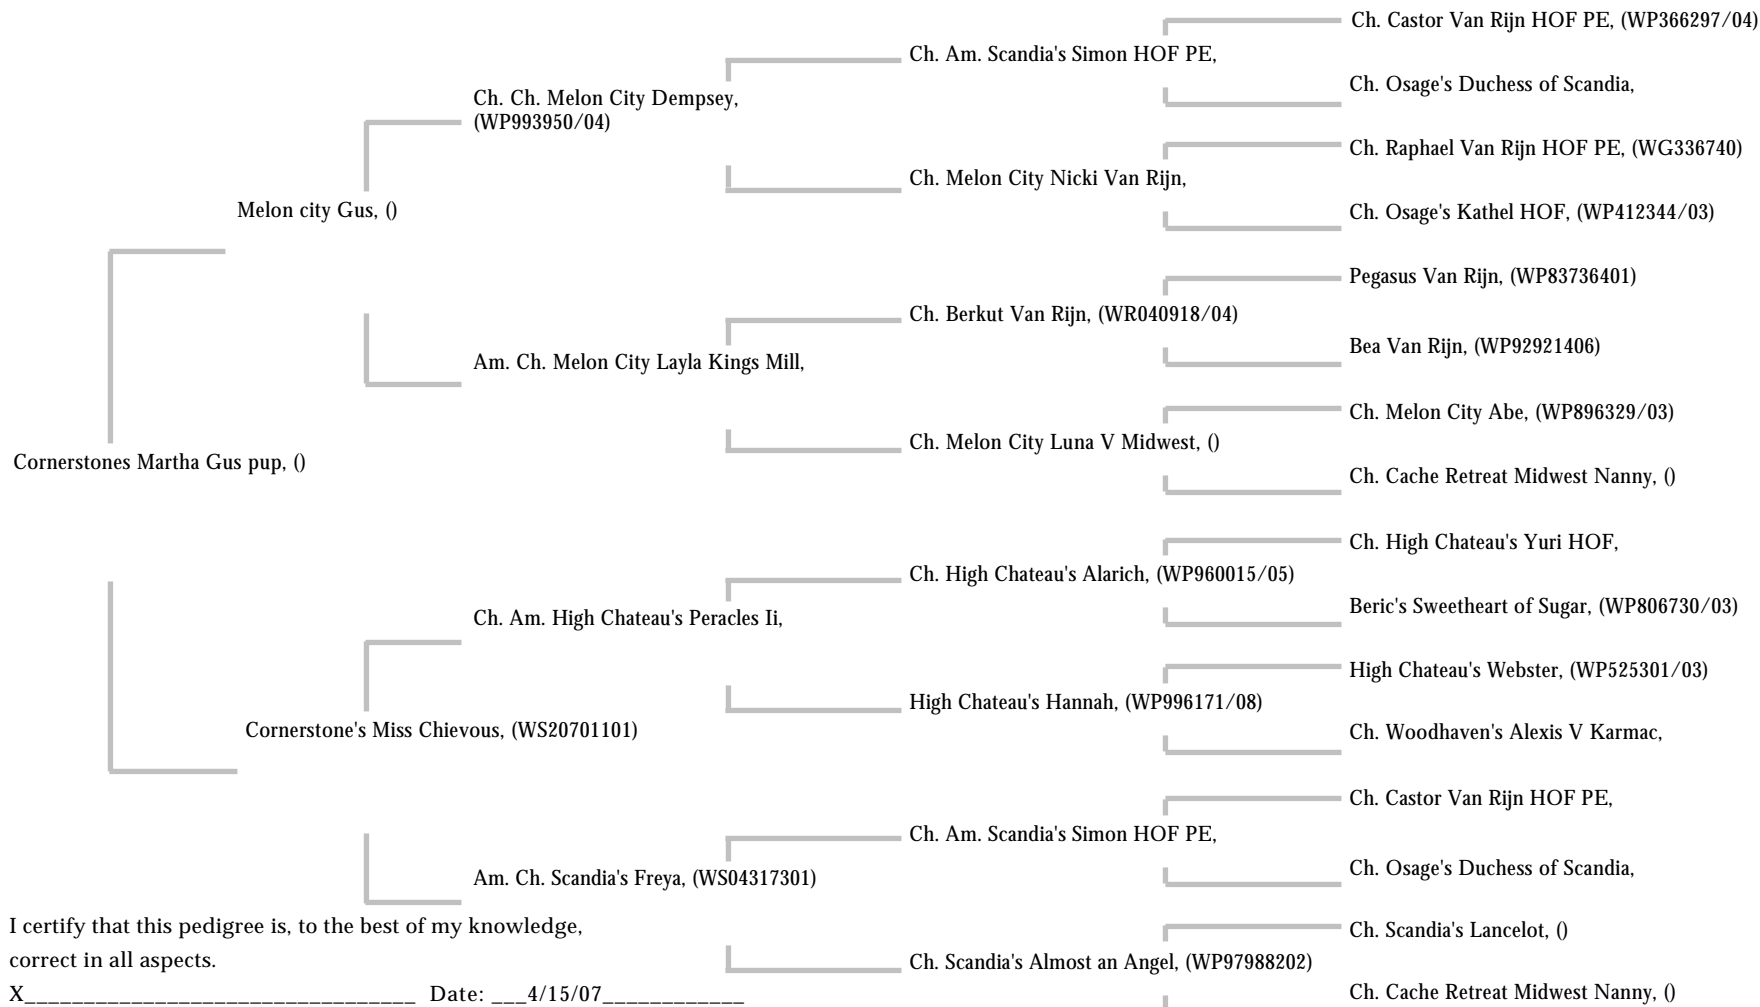 Ch. Castor Van Rijn HOF PE, (WP366297/04)
Ch. Am. Scandia's Simon HOF PE,
Ch. Osage's Duchess of Scandia,
Ch. Ch. Melon City Dempsey,
(WP993950/04)
Ch. Raphael Van Rijn HOF PE, (WG336740)
Ch. Melon City Nicki Van Rijn,
Melon city Gus, ()
Ch. Osage's Kathel HOF, (WP412344/03)
Pegasus Van Rijn, (WP83736401)
Ch. Berkut Van Rijn, (WR040918/04)
Bea Van Rijn, (WP92921406)
Am. Ch. Melon City Layla Kings Mill,
Ch. Melon City Abe, (WP896329/03)
Ch. Melon City Luna V Midwest, ()
Cornerstones Martha Gus pup, ()
Ch. Cache Retreat Midwest Nanny, ()
Ch. High Chateau's Yuri HOF,
Ch. High Chateau's Alarich, (WP960015/05)
Beric's Sweetheart of Sugar, (WP806730/03)
Ch. Am. High Chateau's Peracles Ii,
High Chateau's Webster, (WP525301/03)
High Chateau's Hannah, (WP996171/08)
Cornerstone's Miss Chievous, (WS20701101)
Ch. Woodhaven's Alexis V Karmac,
Ch. Castor Van Rijn HOF PE,
Ch. Am. Scandia's Simon HOF PE,
Ch. Osage's Duchess of Scandia,
Am. Ch. Scandia's Freya, (WS04317301)
I certify that this pedigree is, to the best of my knowledge,
Ch. Scandia's Lancelot, ()
correct in all aspects.
Ch. Scandia's Almost an Angel, (WP97988202)
X_________________________________ Date: ___4/15/07____________
Ch. Cache Retreat Midwest Nanny, ()